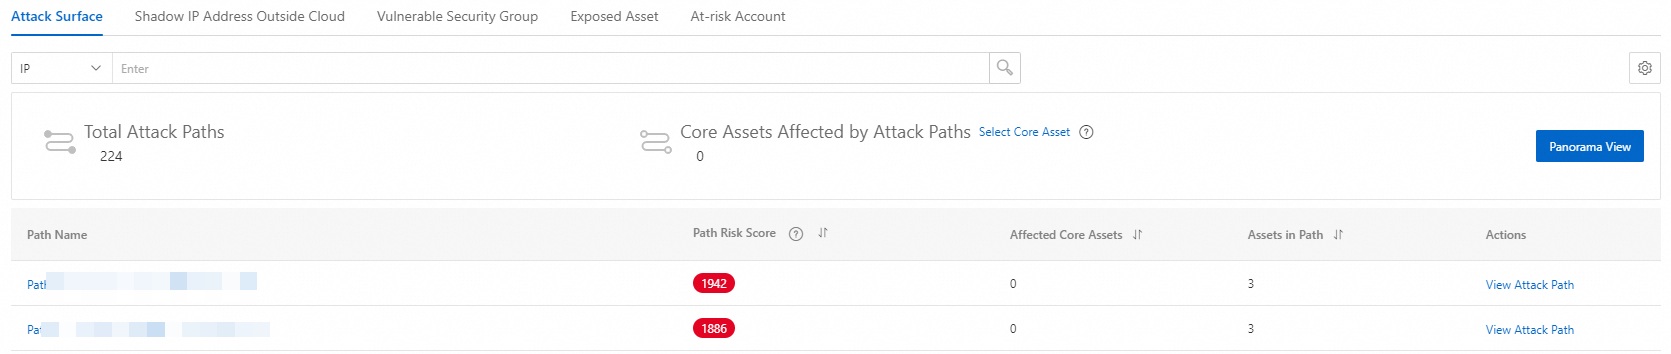 Attack Surface Shadow IP Address Outside Cloud Vulnerable Security Group Exposed Asset At-risk Account
IP Enter
Total Attack Paths Core Assets Affected by Attack Paths Select Core Asset ?
224 0 Panorama View
Path Name Path Risk Score ? Affected Core Assets Assets in Path Actions
1942 0 3 View Attack Path
1886 0 3 View Attack Path